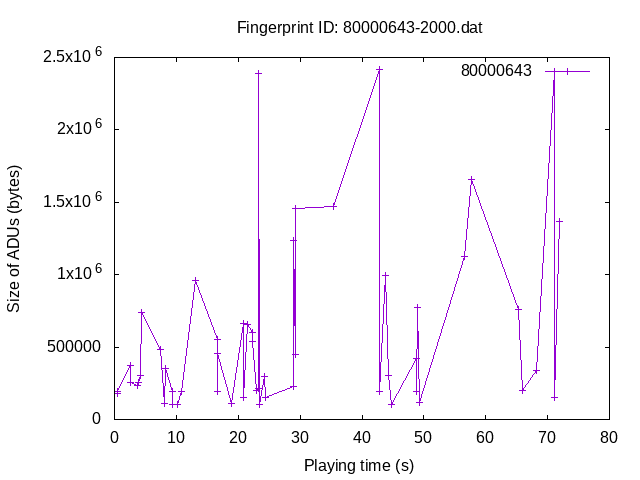 Fingerprint ID: 80000643-2000.dat
2.5x10^6
2x10^6
1.5x10^6
1x10^6
500000
0
Size of ADUs (bytes)
80000643
0 10 20 30 40 50 60 70 80
Playing time (s)